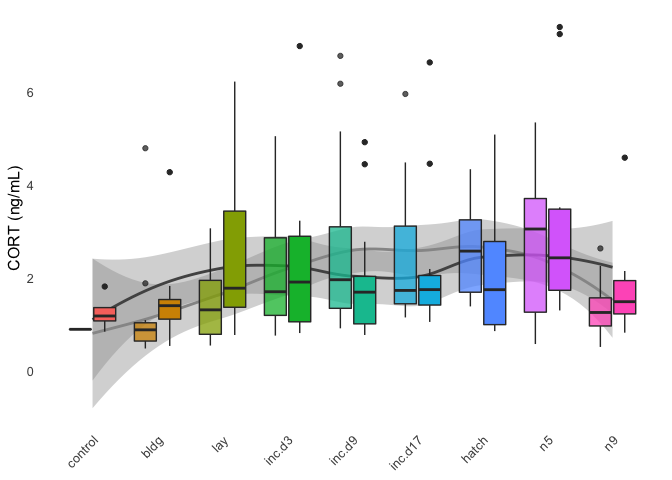 CORT (ng/mL)
6
4
2
0
control
bldg
lay
inc.d3
inc.d9
inc.d17
hatch
n5
n9